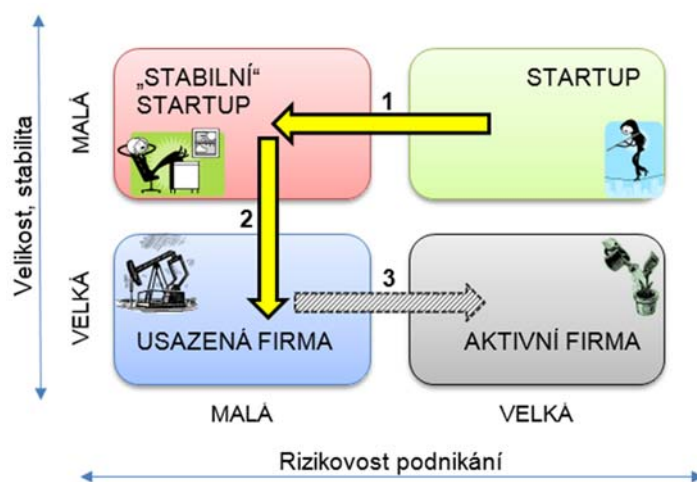 „STABILNÍ“
STARTUP
STARTUP
1
MALÁ
Velikost, stabilita
2
3
VELKÁ
USAZENÁ FIRMA
AKTIVNÍ FIRMA
MALÁ
VELKÁ
Rizikovost podnikání